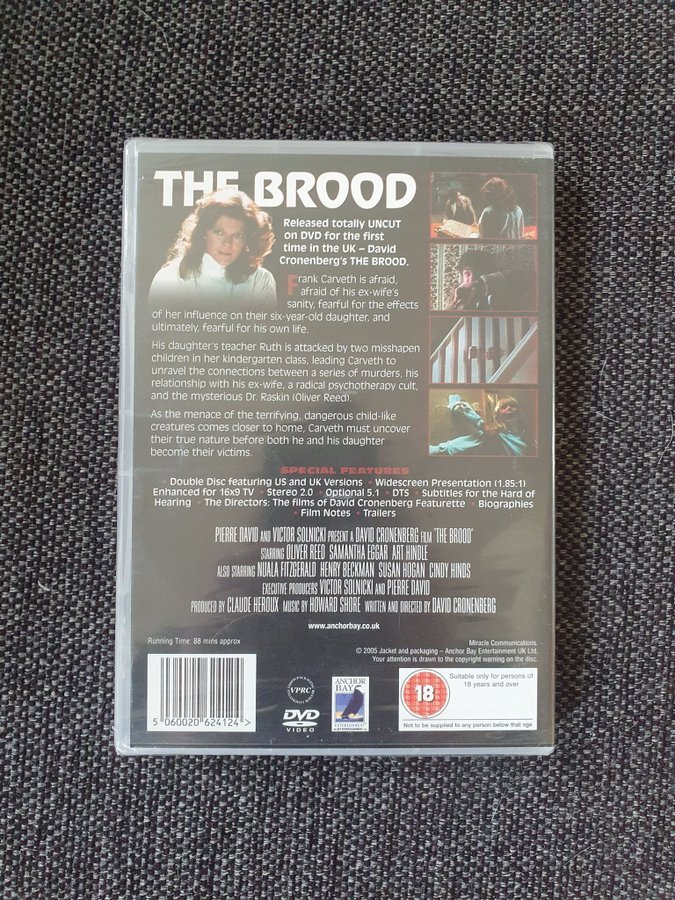 THE BROOD
Released totally UNCUT
on DVD for the first
time in the UK – David
Cronenberg's THE BROOD.
Frank Carveth is afraid,
afraid of his ex-wife's
sanity, fearful for the effects
of her influence on their six-year-old daughter, and
ultimately, fearful for his own life.
His daughter's teacher Ruth is attacked by two misshapen
children in her kindergarten class, leading Carveth to
unravel the connections between a series of murders, his
relationship with his ex-wife, a radical psychotherapy cult,
and the mysterious Dr. Raskin (Oliver Reed).
As the menace of the terrifying, dangerous child-like
creatures comes closer to home, Carveth must uncover
their true nature before both he and his daughter
become their victims.
SPECIAL FEATURES
• Double Disc featuring US and UK Versions • Widescreen Presentation (1.85:1)
Enhanced for 16x9 TV • Stereo 2.0 • Optional 5.1 • DTS • Subtitles for the Hard of
Hearing • The Directors: The films of David Cronenberg Featurette • Biographies
• Film Notes • Trailers
PIERRE DAVID AND VICTOR SOLNICKI PRESENT A DAVID CRONENBERG FILM "THE BROOD"
STARRING OLIVER REED SAMANTHA EGGAR ART HINDLE
ALSO STARRING NUALA FITZGERALD HENRY BECKMAN SUSAN HOGAN CINDY HINDS
EXECUTIVE PRODUCERS VICTOR SOLNICKI AND PIERRE DAVID
PRODUCED BY CLAUDE HEROUX MUSIC BY HOWARD SHORE WRITTEN AND DIRECTED BY DAVID CRONENBERG
www.anchorbay.co.uk
Running Time: 88 mins approx
Miracle Communications.
© 2005 Jacket and packaging – Anchor Bay Entertainment UK Ltd.
Your attention is drawn to the copyright warning on the disc.
5 060020 624124 >
VPRC
DVD
VIDEO
ANCHOR
BAY
ENTERTAINMENT
18
Suitable only for persons of
18 years and over
Not to be supplied to any person below that age